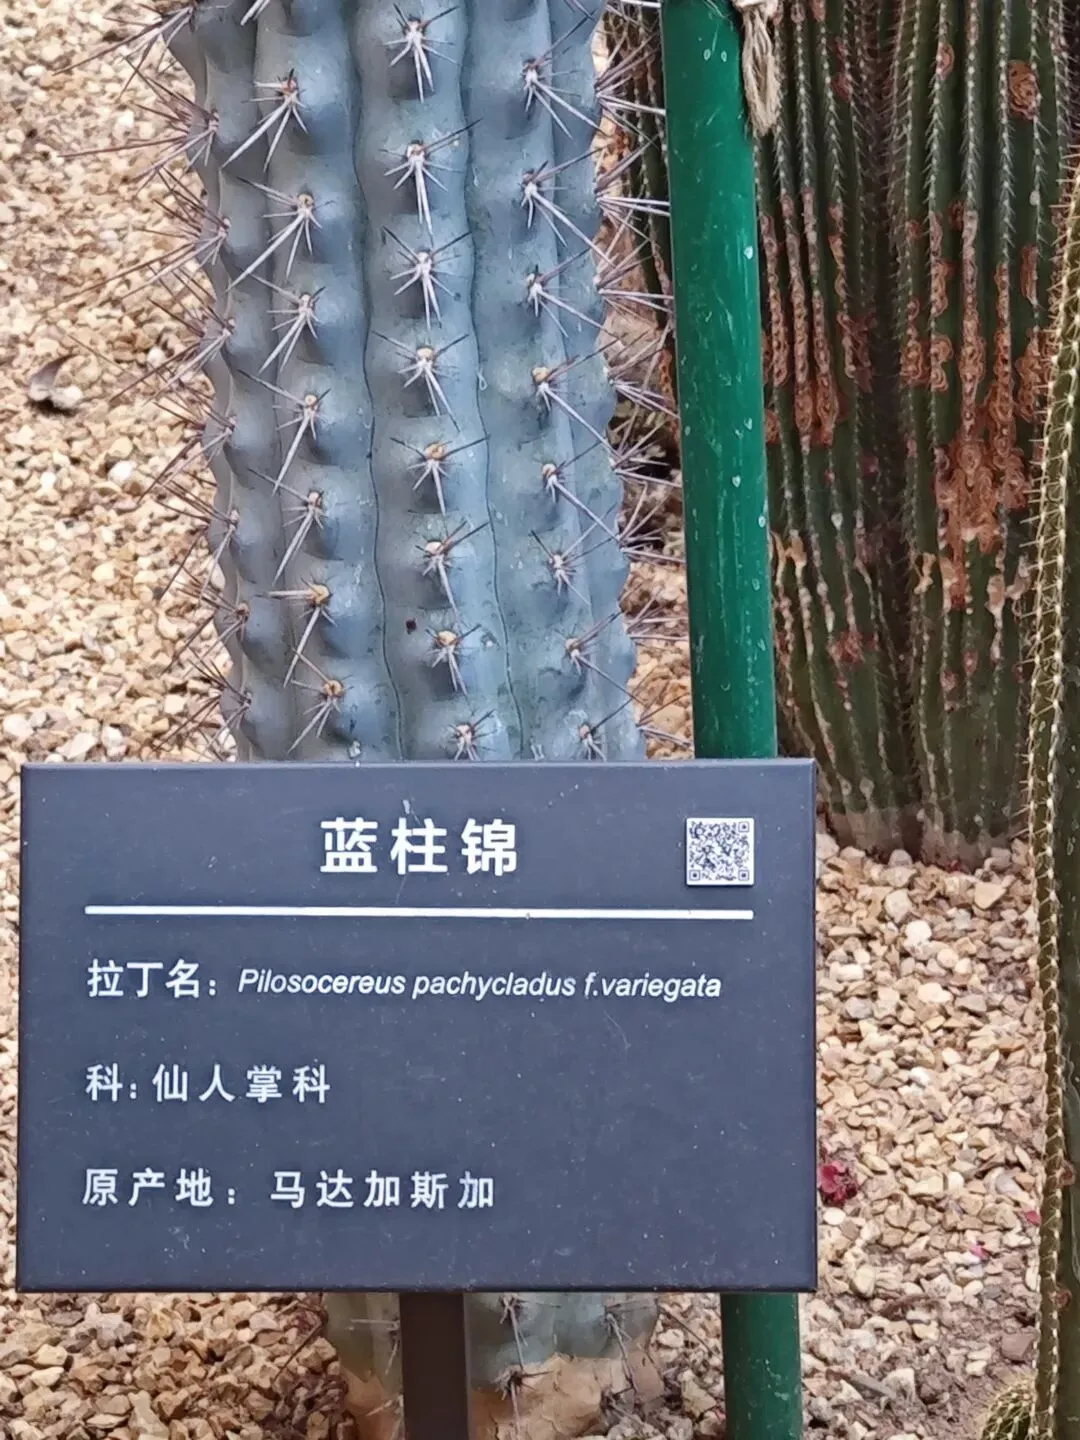 蓝柱锦
拉丁名：Pilosocereus pachycladus f.variegata
科：仙人掌科
原产地：马达加斯加